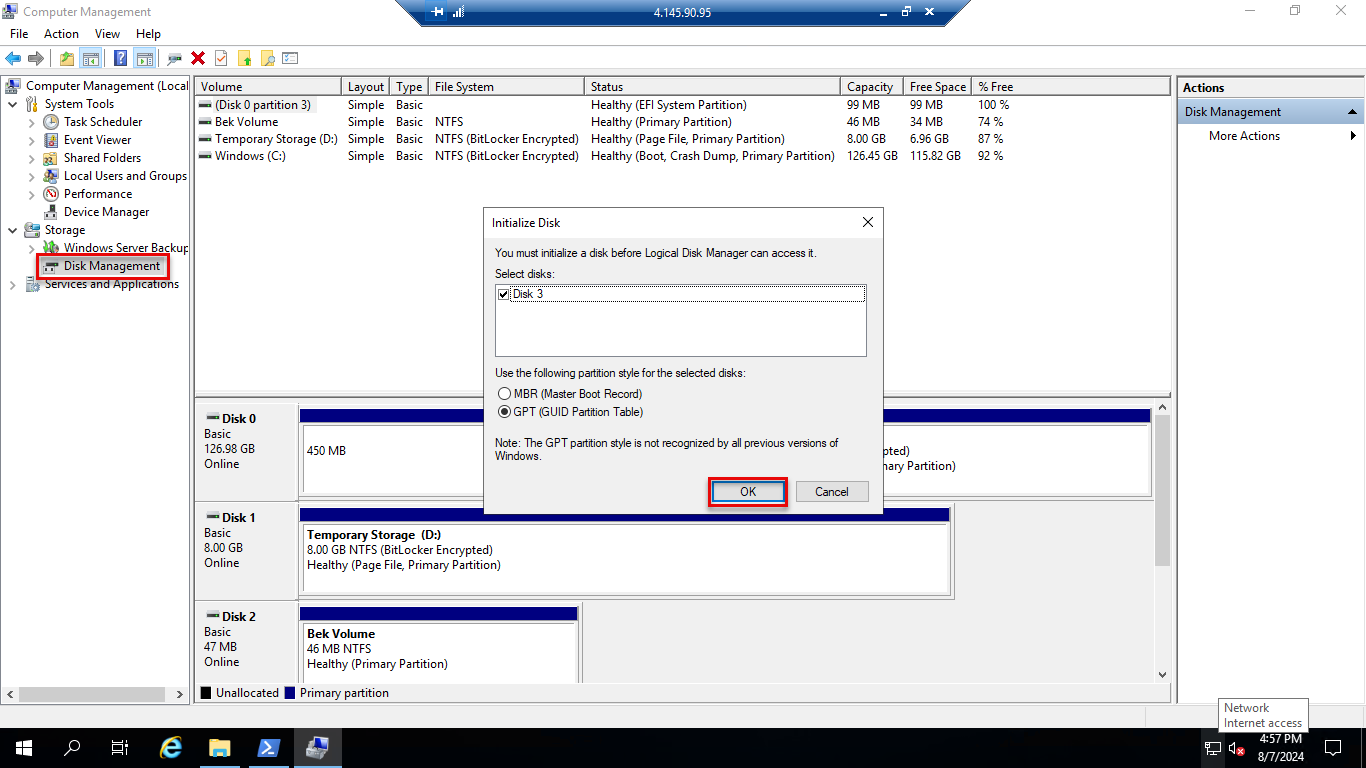 Computer Management
4.145.90.95
File Action View Help
Computer Management (Local
System Tools
Task Scheduler
Event Viewer
Shared Folders
Local Users and Groups
Performance
Device Manager
Storage
Windows Server Backup
Disk Management
Services and Applications
Volume Layout Type File System Status Capacity Free Space % Free
(Disk 0 partition 3) Simple Basic Healthy (EFI System Partition) 99 MB 99 MB 100 %
Bek Volume Simple Basic NTFS Healthy (Primary Partition) 46 MB 34 MB 74 %
Temporary Storage (D:) Simple Basic NTFS (BitLocker Encrypted) Healthy (Page File, Primary Partition) 8.00 GB 6.96 GB 87 %
Windows (C:) Simple Basic NTFS (BitLocker Encrypted) Healthy (Boot, Crash Dump, Primary Partition) 126.45 GB 115.82 GB 92 %
Initialize Disk
You must initialize a disk before Logical Disk Manager can access it.
Select disks:
Disk 3
Use the following partition style for the selected disks:
MBR (Master Boot Record)
GPT (GUID Partition Table)
Note: The GPT partition style is not recognized by all previous versions of
Windows.
OK Cancel
Disk 0
Basic
126.98 GB
Online
450 MB
pted)
nary Partition)
Disk 1
Basic
8.00 GB
Online
Temporary Storage (D:)
8.00 GB NTFS (BitLocker Encrypted)
Healthy (Page File, Primary Partition)
Disk 2
Basic
47 MB
Online
Bek Volume
46 MB NTFS
Healthy (Primary Partition)
Unallocated Primary partition
Actions
Disk Management
More Actions
Network
Internet access
4:57 PM
8/7/2024